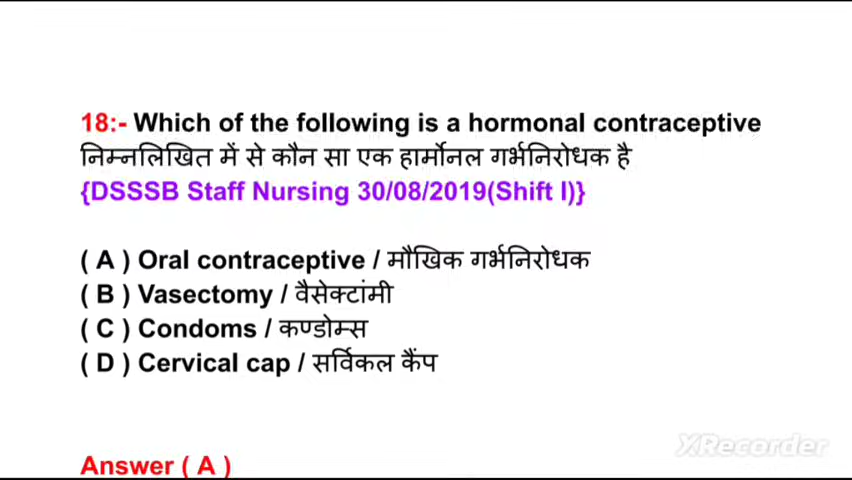 18:- Which of the following is a hormonal contraceptive
निम्नलिखित में से कौन सा एक हार्मोनल गर्भनिरोधक है
{DSSSB Staff Nursing 30/08/2019(Shift I)}
( A ) Oral contraceptive / मौखिक गर्भनिरोधक
( B ) Vasectomy / वैसेक्टांमी
( C ) Condoms / कण्डोम्स
( D ) Cervical cap / सर्विकल कैंप
Answer ( A )
XRecorder